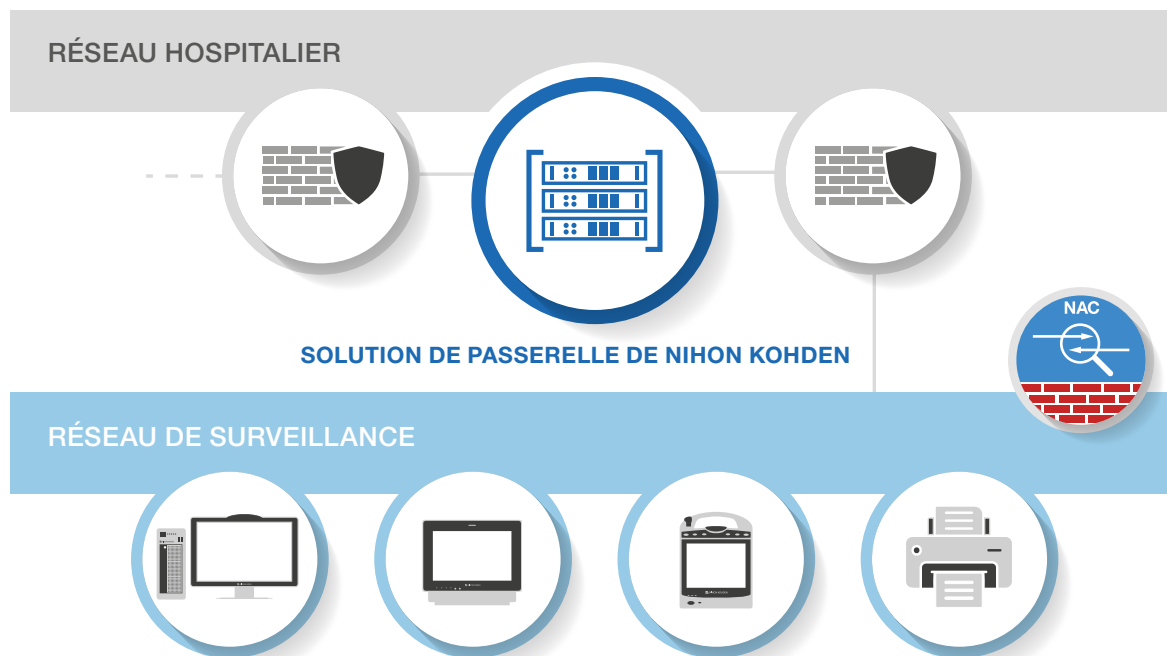 RÉSEAU HOSPITALIER
NAC
SOLUTION DE PASSERELLE DE NIHON KOHDEN
RÉSEAU DE SURVEILLANCE